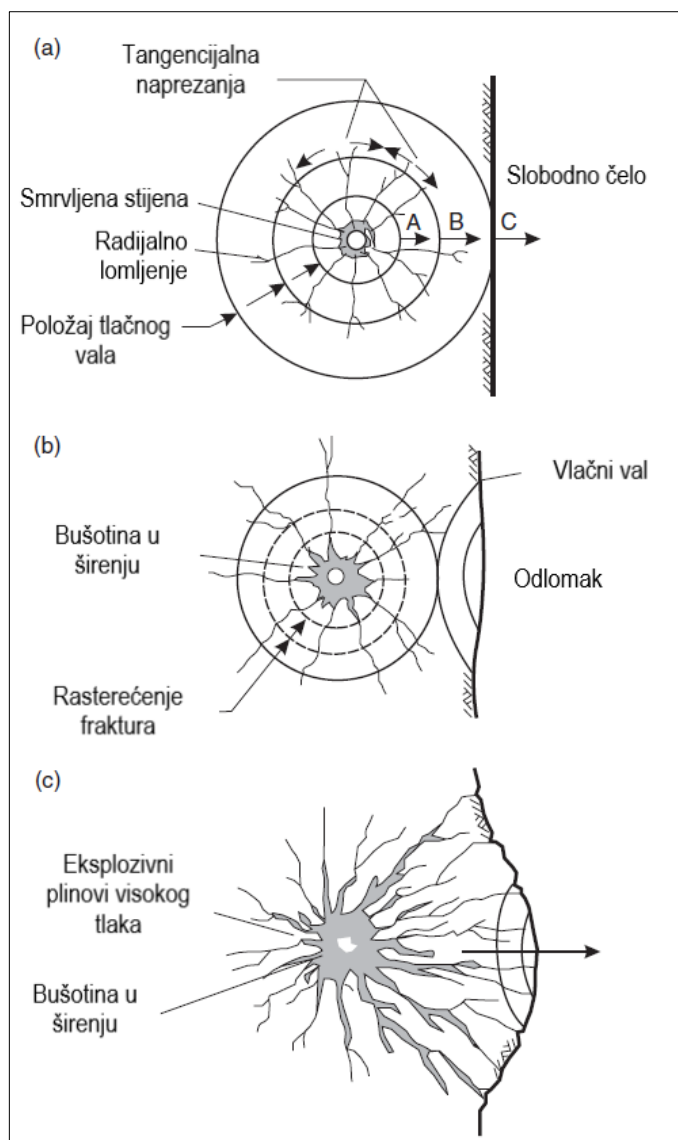 (a)
Tangencijalna
naprezanja
Slobodno čelo
Smrvljena stijena
A
B
C
Radijalno
lomljenje
Položaj tlačnog
vala
(b)
Vlačni val
Bušotina u
širenju
Odlomak
Rasterećenje
fraktura
(c)
Eksplozivni
plinovi visokog
tlaka
Bušotina u
širenju